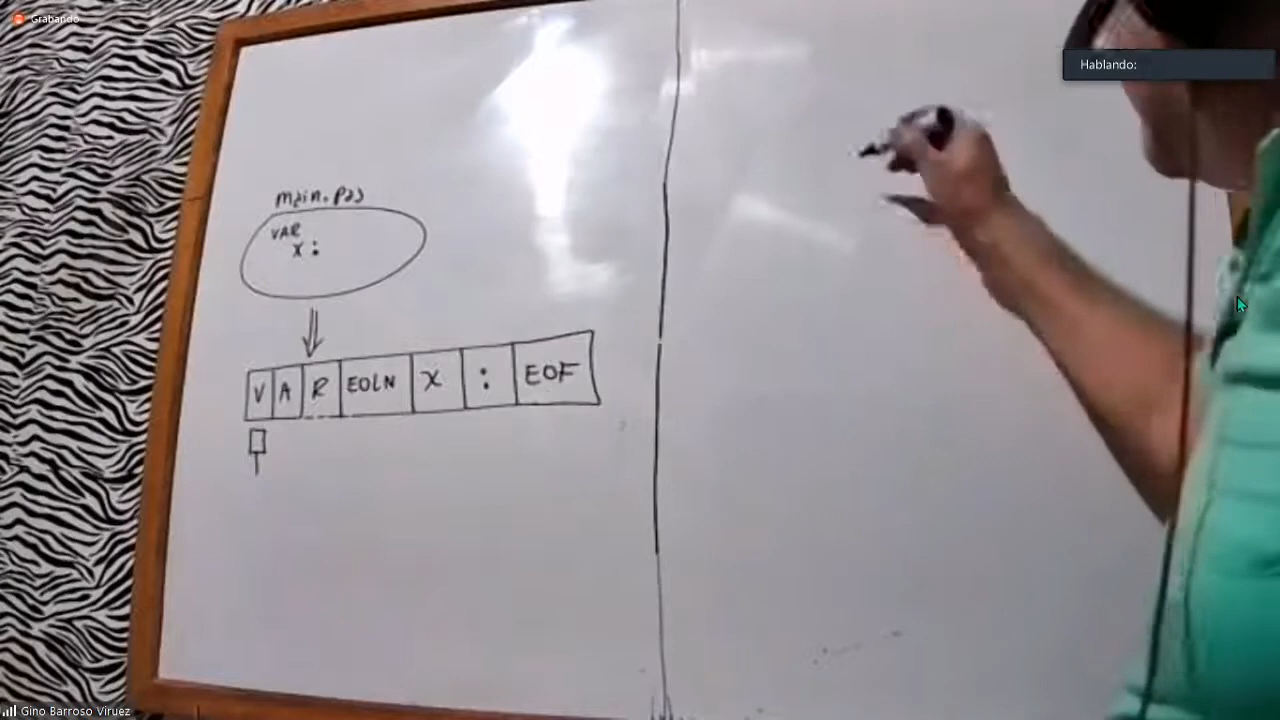 Grabando
Hablando:
main.pas
VAR
x :
V A R EOLN X : EOF
Gino Barroso Viruez